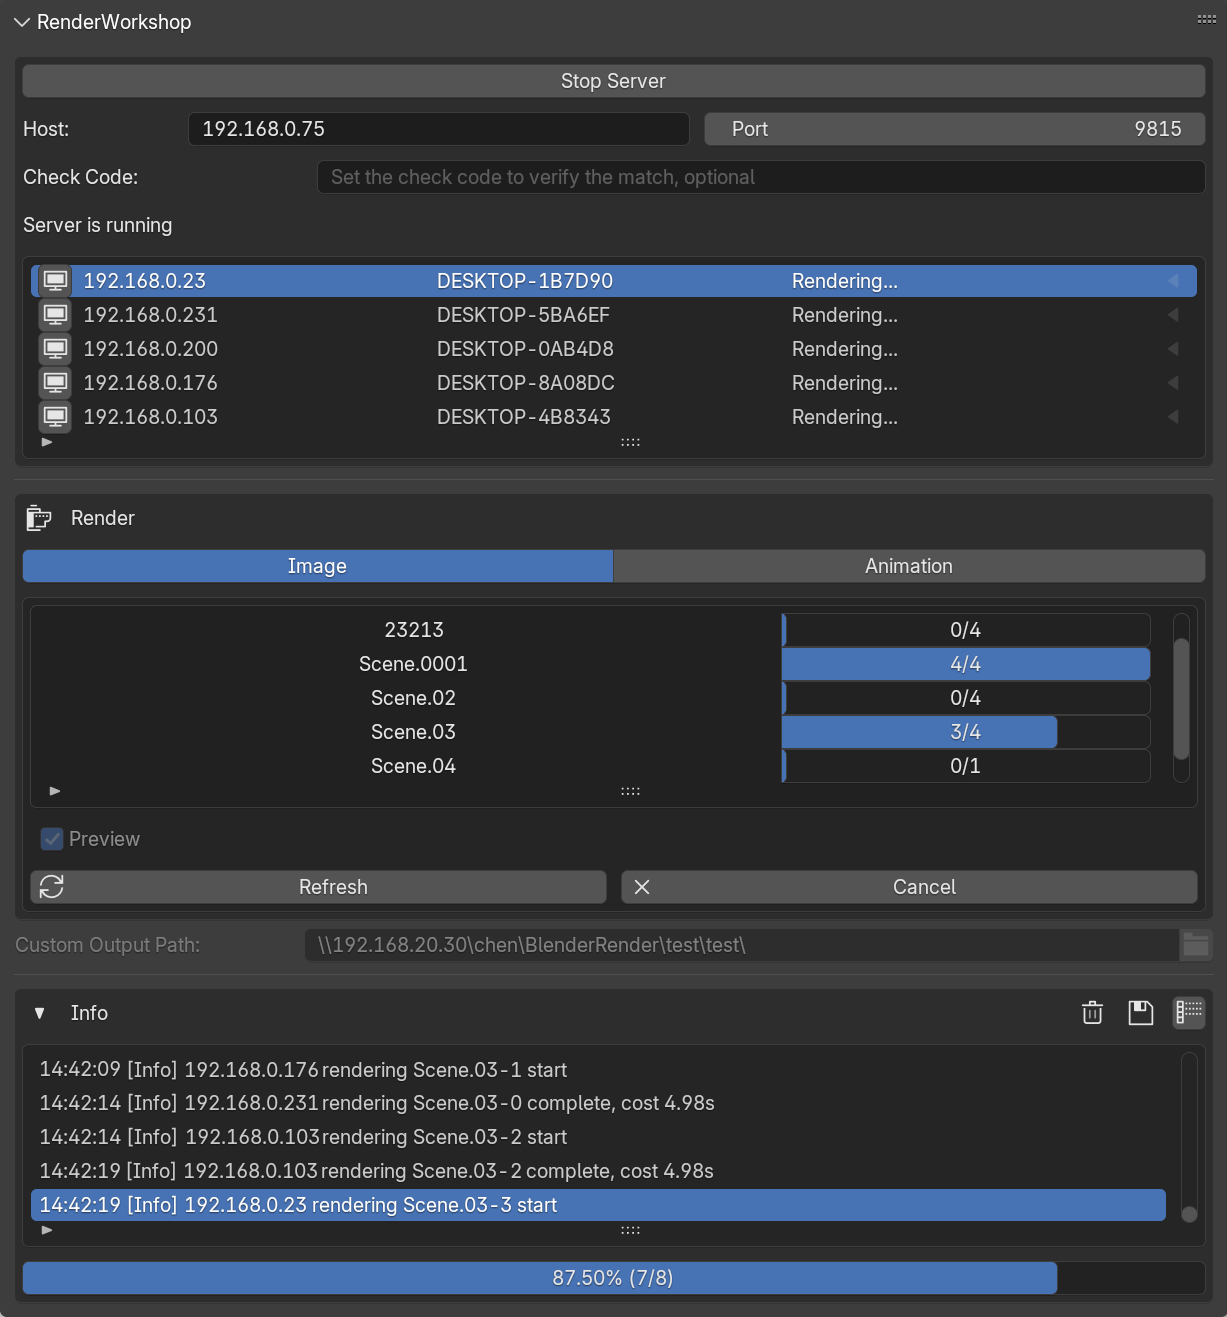 RenderWorkshop
Stop Server
Host: 192.168.0.75 Port 9815
Check Code: Set the check code to verify the match, optional
Server is running
192.168.0.23 DESKTOP-1B7D90 Rendering...
192.168.0.231 DESKTOP-5BA6EF Rendering...
192.168.0.200 DESKTOP-0AB4D8 Rendering...
192.168.0.176 DESKTOP-8A08DC Rendering...
192.168.0.103 DESKTOP-4B8343 Rendering...
Render
Image Animation
23213 0/4
Scene.0001 4/4
Scene.02 0/4
Scene.03 3/4
Scene.04 0/1
Preview
Refresh Cancel
Custom Output Path: \\192.168.20.30\chen\BlenderRender\test\test\
Info
14:42:09 [Info] 192.168.0.176 rendering Scene.03-1 start
14:42:14 [Info] 192.168.0.231 rendering Scene.03-0 complete, cost 4.98s
14:42:14 [Info] 192.168.0.103 rendering Scene.03-2 start
14:42:19 [Info] 192.168.0.103 rendering Scene.03-2 complete, cost 4.98s
14:42:19 [Info] 192.168.0.23 rendering Scene.03-3 start
87.50% (7/8)